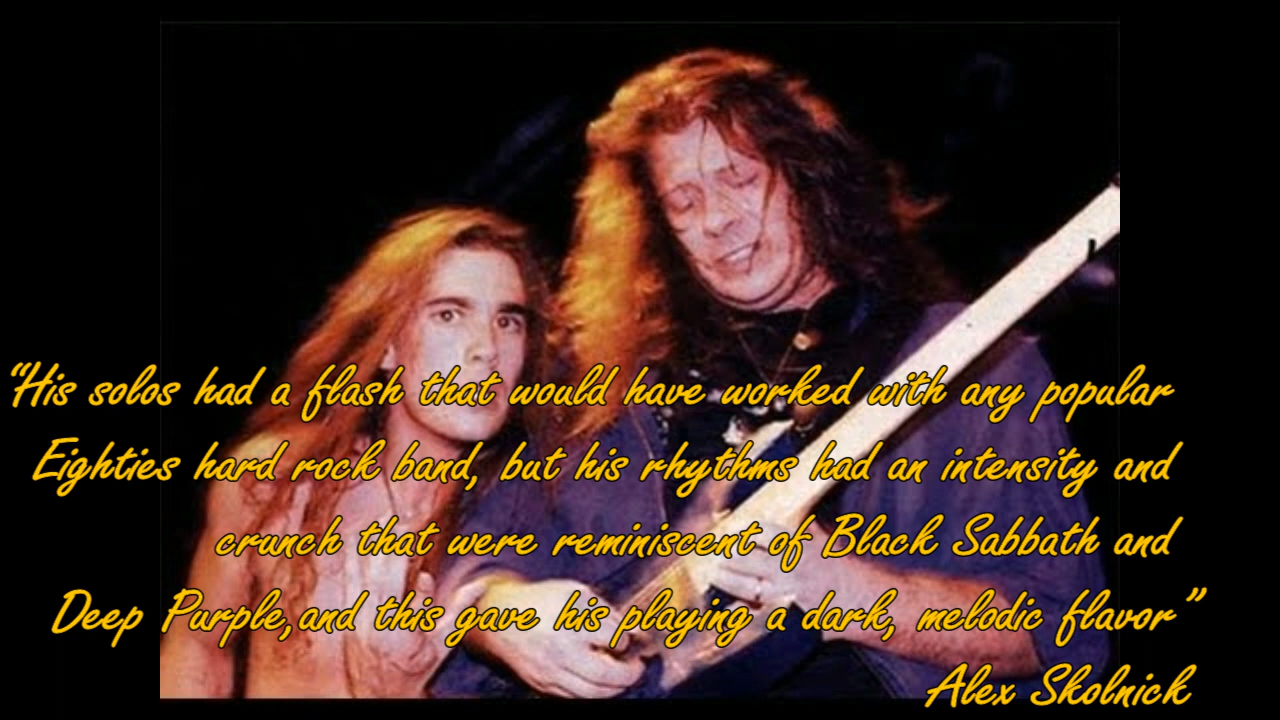 “His solos had a flash that would have worked with any popular
Eighties hard rock band, but his rhythms had an intensity and
crunch that were reminiscent of Black Sabbath and
Deep Purple,and this gave his playing a dark, melodic flavor”
Alex Skolnick